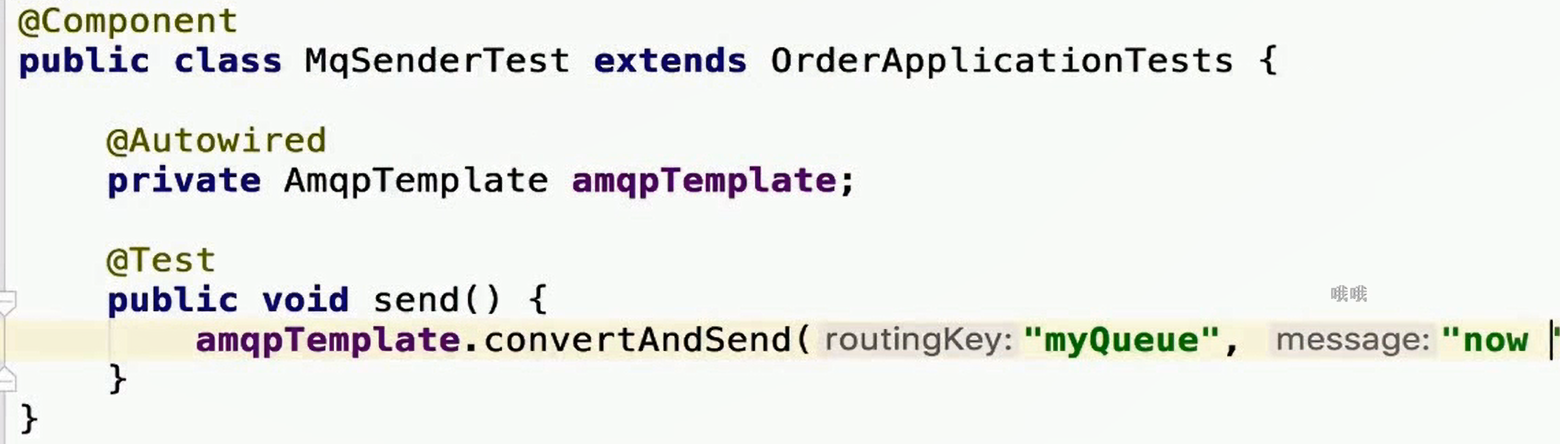 @Component
public class MqSenderTest extends OrderApplicationTests {
@Autowired
private AmqpTemplate amqpTemplate;
@Test
public void send() {
哦哦
amqpTemplate.convertAndSend( routingKey: "myQueue", message: "now "
}
}